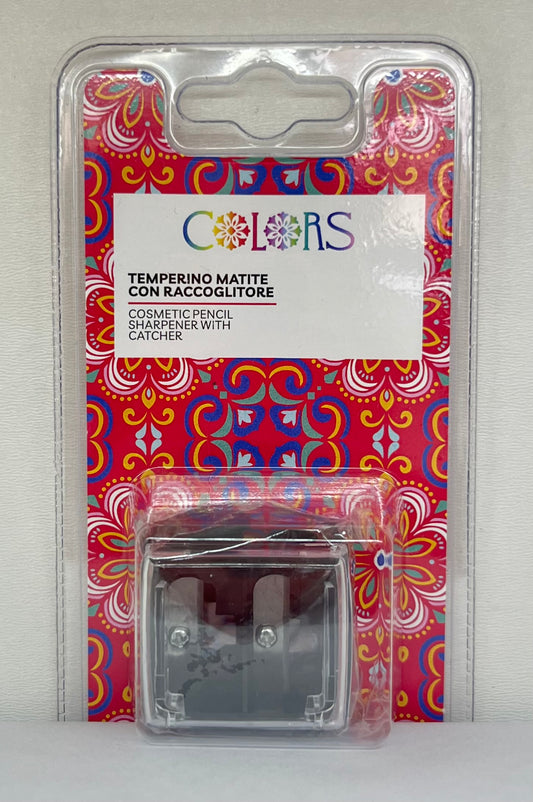 COLORS
TEMPERINO MATITE
CON RACCOGLITORE
COSMETIC PENCIL
SHARPENER WITH
CATCHER